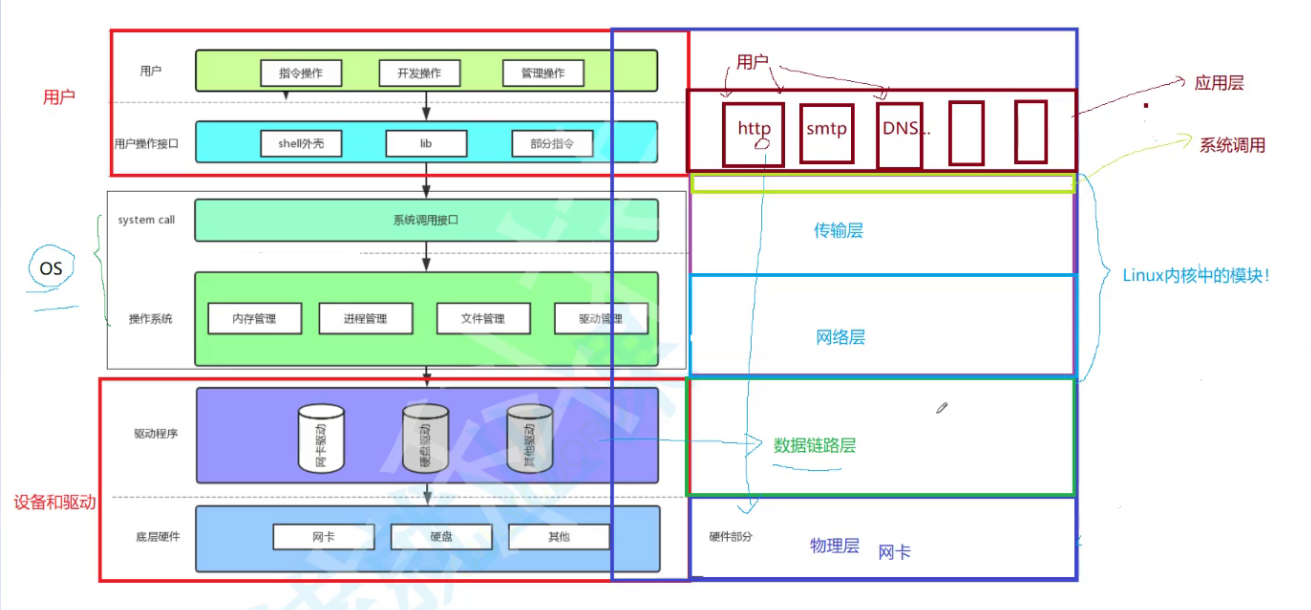 用户
用户
指令操作
开发操作
管理操作
用户操作接口
shell外壳
lib
部分指令
OS
system call
系统调用接口
操作系统
内存管理
进程管理
文件管理
驱动管理
设备和驱动
驱动程序
网卡驱动
硬盘驱动
其他驱动
底层硬件
网卡
硬盘
其他
用户
http
smtp
DNS...
应用层
系统调用
传输层
网络层
Linux内核中的模块！
数据链路层
硬件部分
物理层
网卡